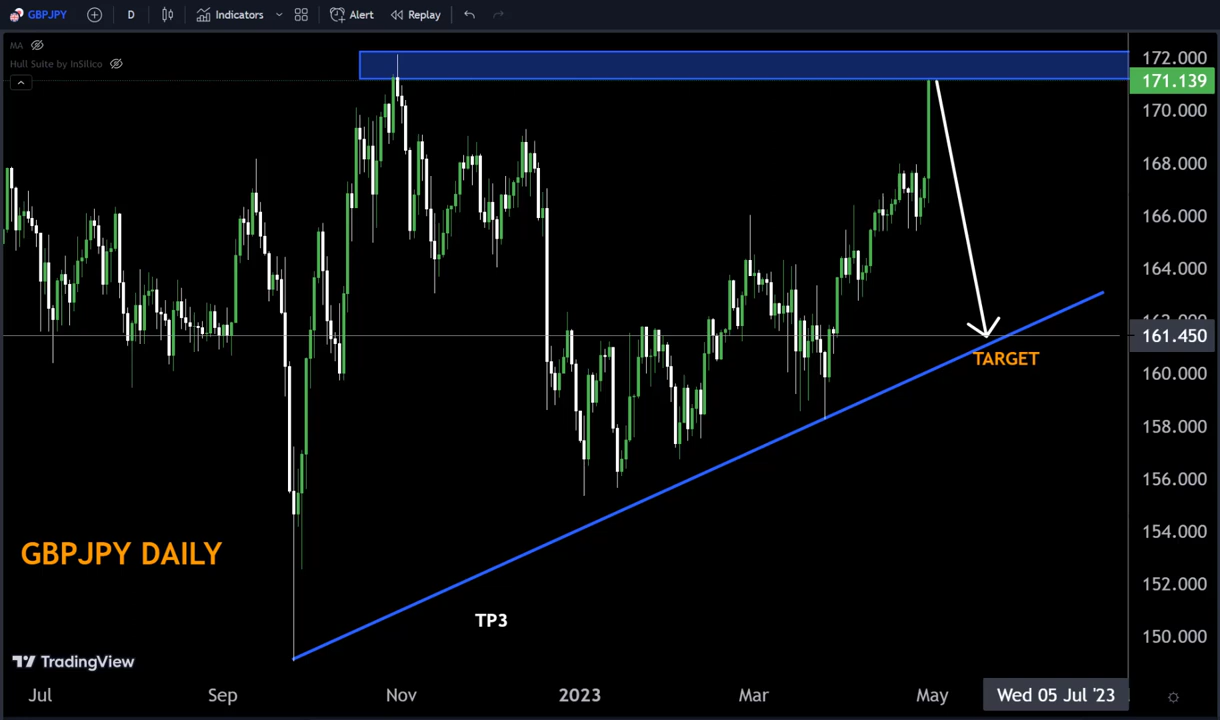 GBPJPY D Indicators Alert Replay
MA
Hull Suite by InSilico
172.000
171.139
170.000
168.000
166.000
164.000
162.000
161.450
TARGET
160.000
158.000
156.000
154.000
GBPJPY DAILY
152.000
TP3
150.000
TradingView
Jul Sep Nov 2023 Mar May Wed 05 Jul '23